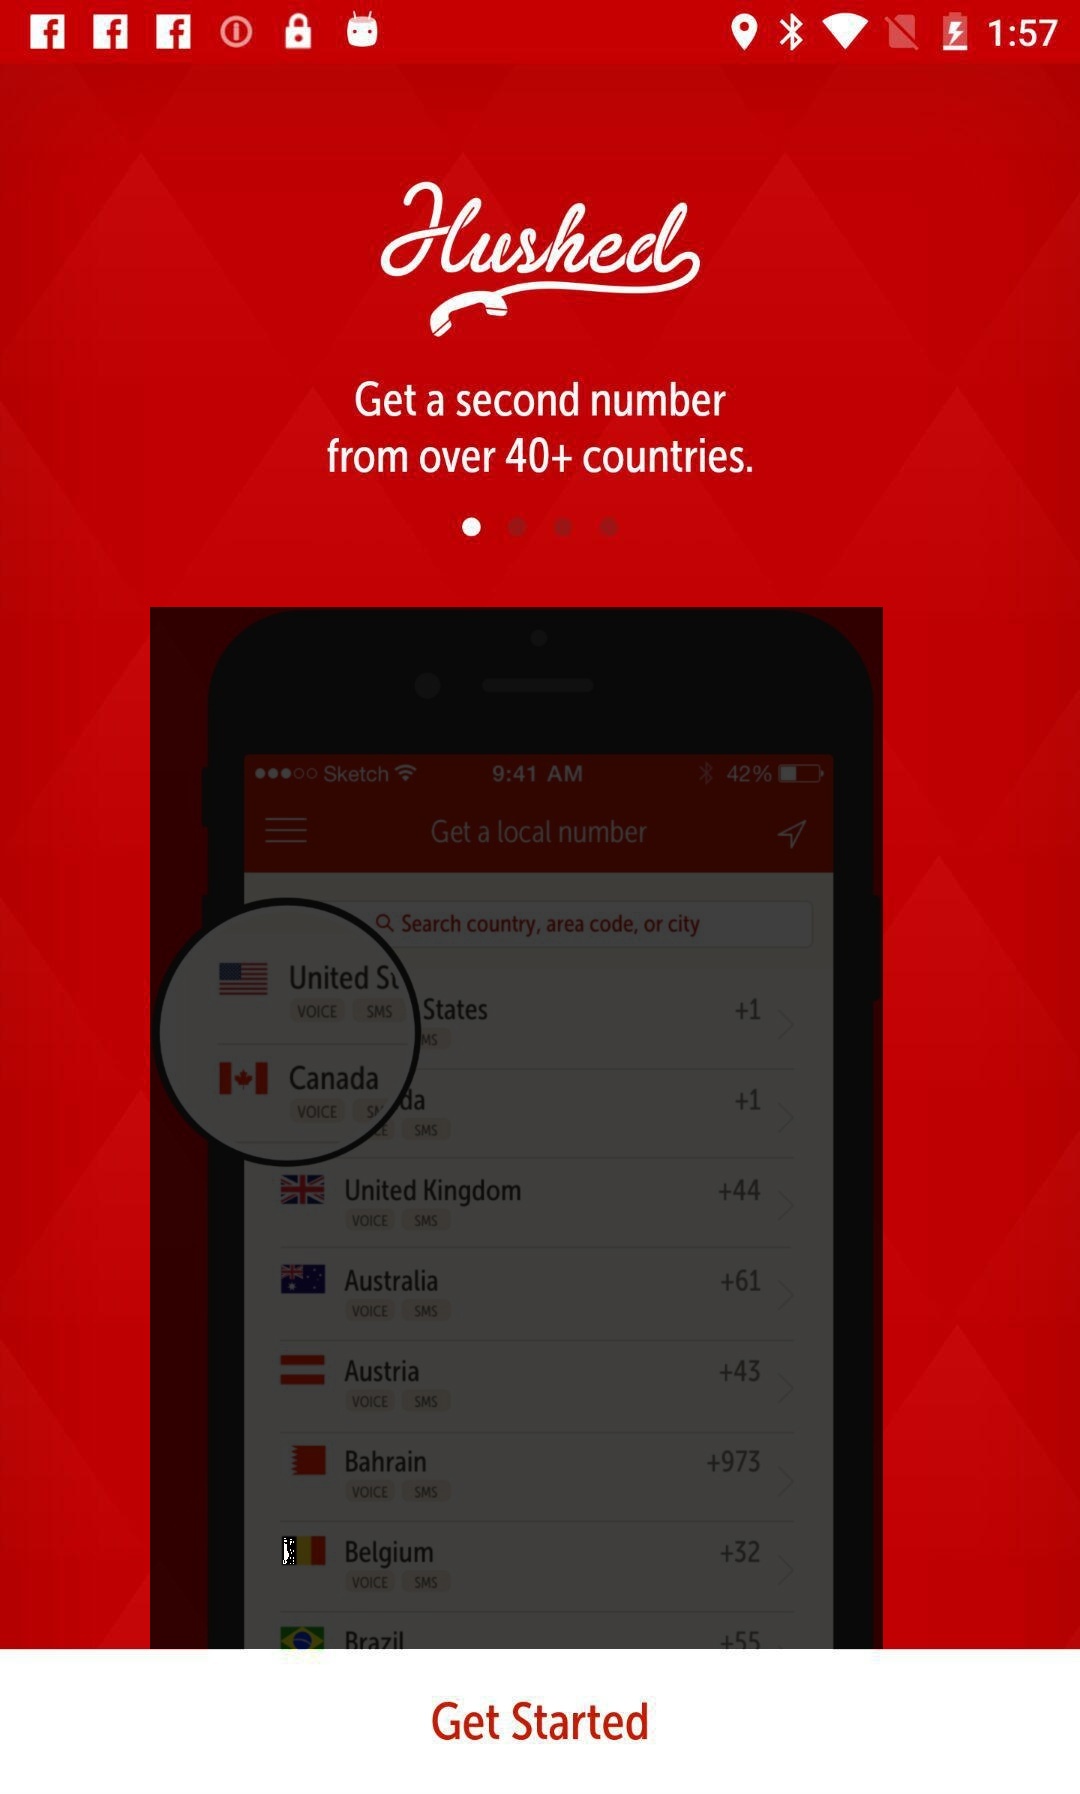 1:57
Hushed
Get a second number
from over 40+ countries.
Sketch 9:41 AM 42%
Get a local number
Search country, area code, or city
United St
VOICE SMS
States +1
MS
Canada
VOICE SM
da +1
CE SMS
United Kingdom +44
VOICE SMS
Australia +61
VOICE SMS
Austria +43
VOICE SMS
Bahrain +973
VOICE SMS
Belgium +32
VOICE SMS
Brazil +55
Get Started